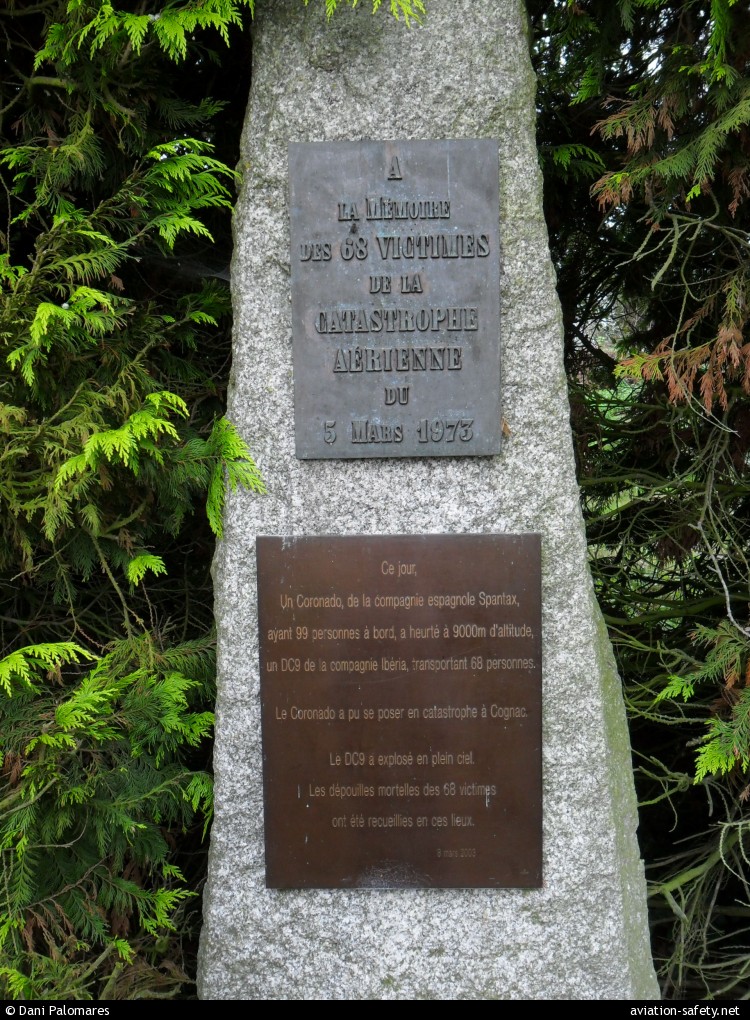 A
LA MÉMOIRE
DES 68 VICTIMES
DE LA
CATASTROPHE
AÉRIENNE
DU
5 MARS 1973
Ce jour,
Un Coronado, de la compagnie espagnole Spantax,
ayant 99 personnes à bord, a heurté à 9000m d'altitude,
un DC9 de la compagnie Ibéria, transportant 68 personnes.
Le Coronado a pu se poser en catastrophe à Cognac.
Le DC9 a explosé en plein ciel.
Les dépouilles mortelles des 68 victimes
ont été recueillies en ces lieux.
9 mars 2003
© Dani Palomares
aviation-safety.net